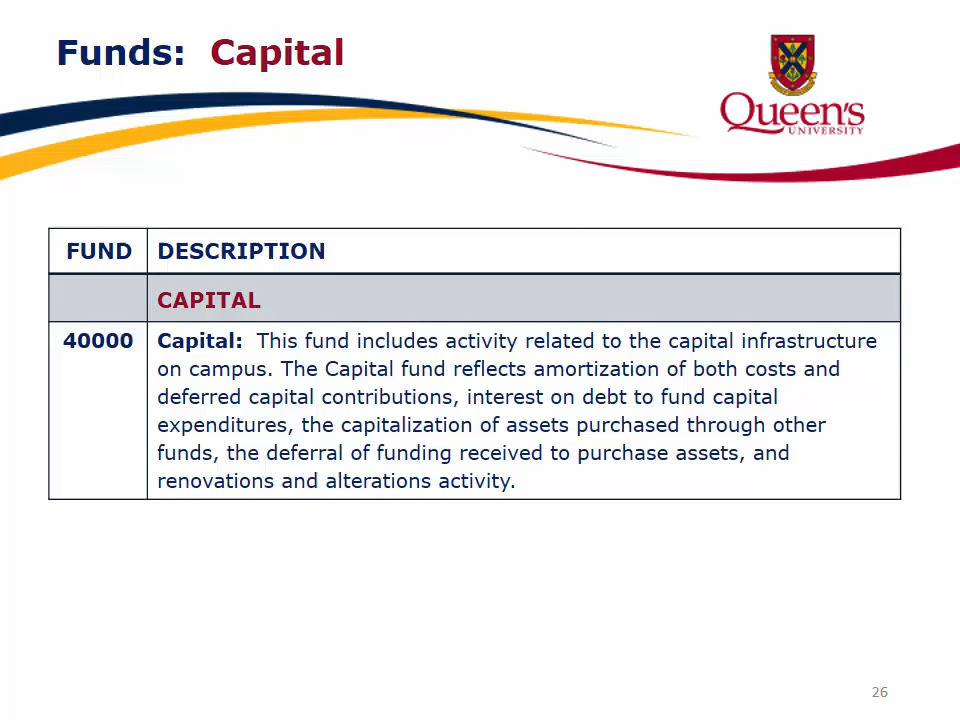 Funds: Capital
Queen's
UNIVERSITY
FUND DESCRIPTION
CAPITAL
40000 Capital: This fund includes activity related to the capital infrastructure
on campus. The Capital fund reflects amortization of both costs and
deferred capital contributions, interest on debt to fund capital
expenditures, the capitalization of assets purchased through other
funds, the deferral of funding received to purchase assets, and
renovations and alterations activity.
26